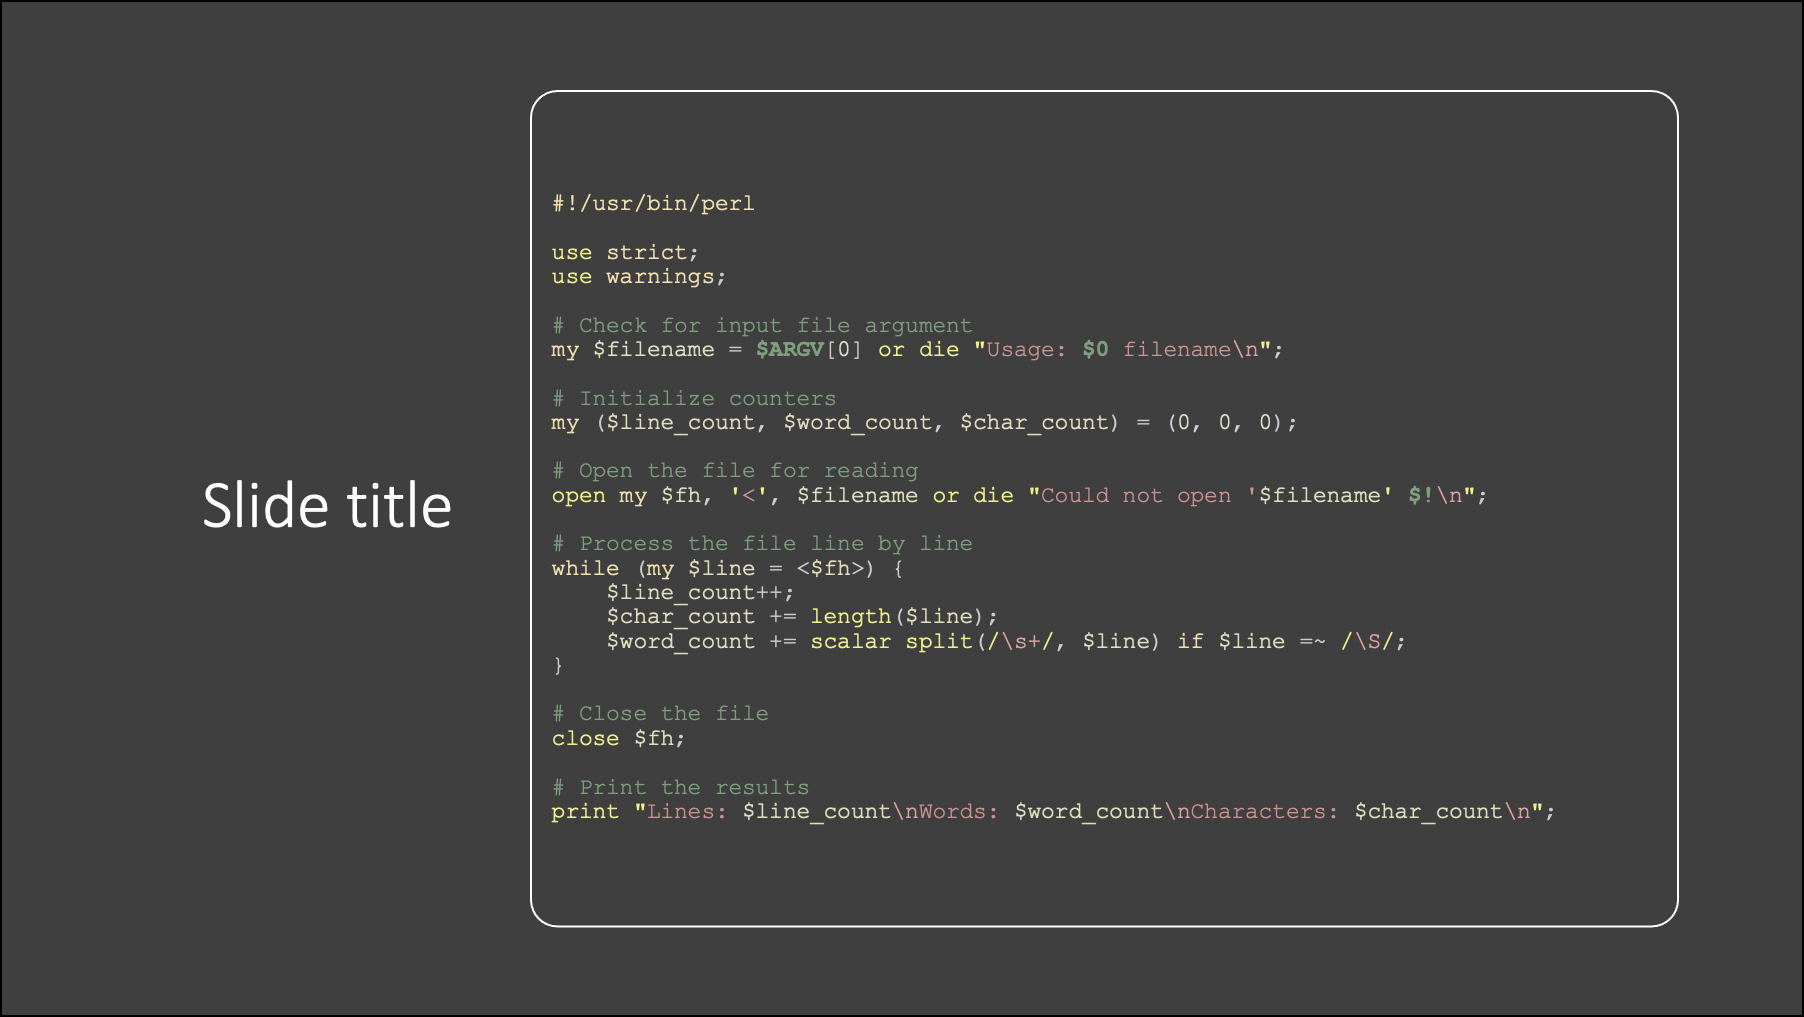 Slide title
#!/usr/bin/perl
use strict;
use warnings;
# Check for input file argument
my $filename = $ARGV[0] or die "Usage: $0 filename\n";
# Initialize counters
my ($line_count, $word_count, $char_count) = (0, 0, 0);
# Open the file for reading
open my $fh, '<', $filename or die "Could not open '$filename' $!\n";
# Process the file line by line
while (my $line = <$fh>) {
    $line_count++;
    $char_count += length($line);
    $word_count += scalar split(/\s+/, $line) if $line =~ /\S/;
}
# Close the file
close $fh;
# Print the results
print "Lines: $line_count\nWords: $word_count\nCharacters: $char_count\n";